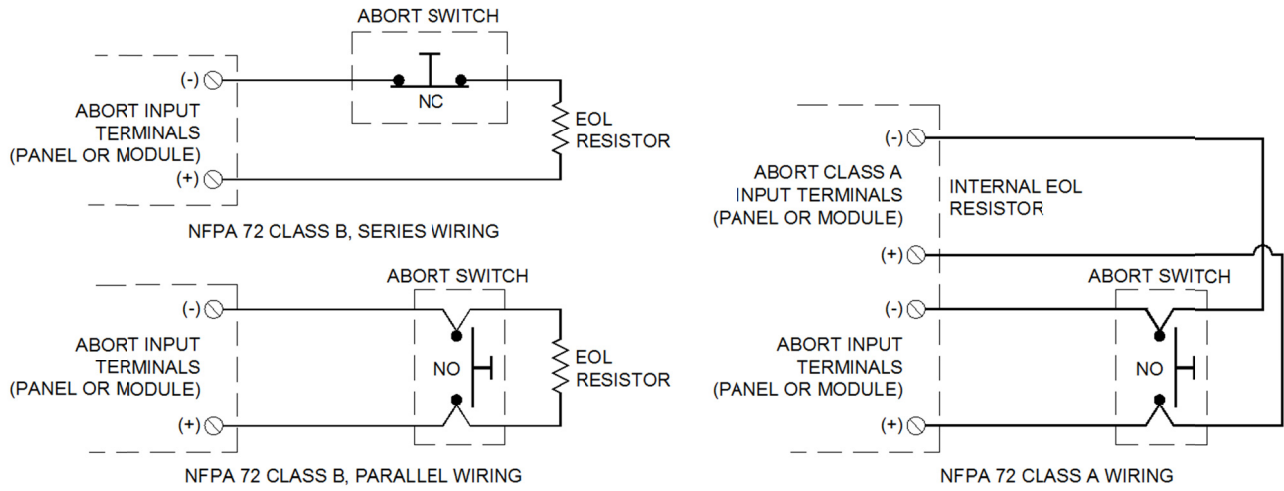 ABORT SWITCH
(-)
NC
ABORT INPUT
TERMINALS
(PANEL OR MODULE)
EOL
RESISTOR
(+)
NFPA 72 CLASS B, SERIES WIRING
ABORT SWITCH
(-)
ABORT INPUT
TERMINALS
(PANEL OR MODULE)
NO
EOL
RESISTOR
(+)
NFPA 72 CLASS B, PARALLEL WIRING
(-)
ABORT CLASS A
INPUT TERMINALS
(PANEL OR MODULE)
INTERNAL EOL
RESISTOR
(+)
ABORT SWITCH
(-)
ABORT INPUT
TERMINALS
(PANEL OR MODULE)
NO
(+)
NFPA 72 CLASS A WIRING